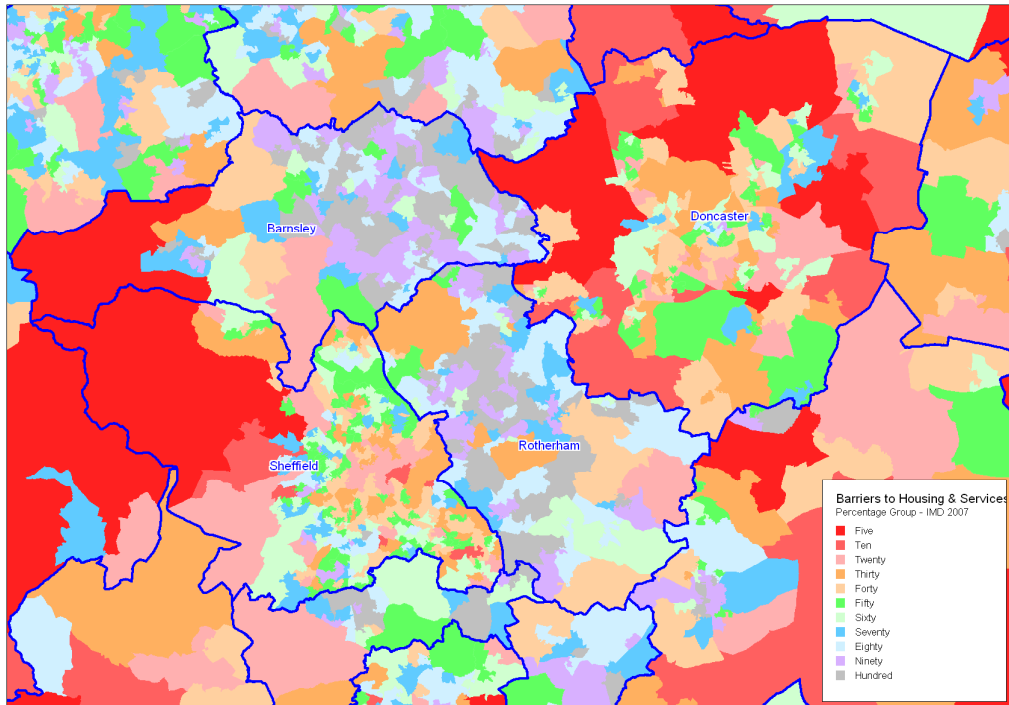 Doncaster
Barnsley
Rotherham
Sheffield
Barriers to Housing & Services
Percentage Group - IMD 2007
Five
Ten
Twenty
Thirty
Forty
Fifty
Sixty
Seventy
Eighty
Ninety
Hundred